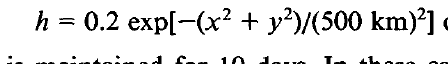 h = 0.2 exp[−(x² + y²)/(500 km)²]
is maintained for 10 days. In these